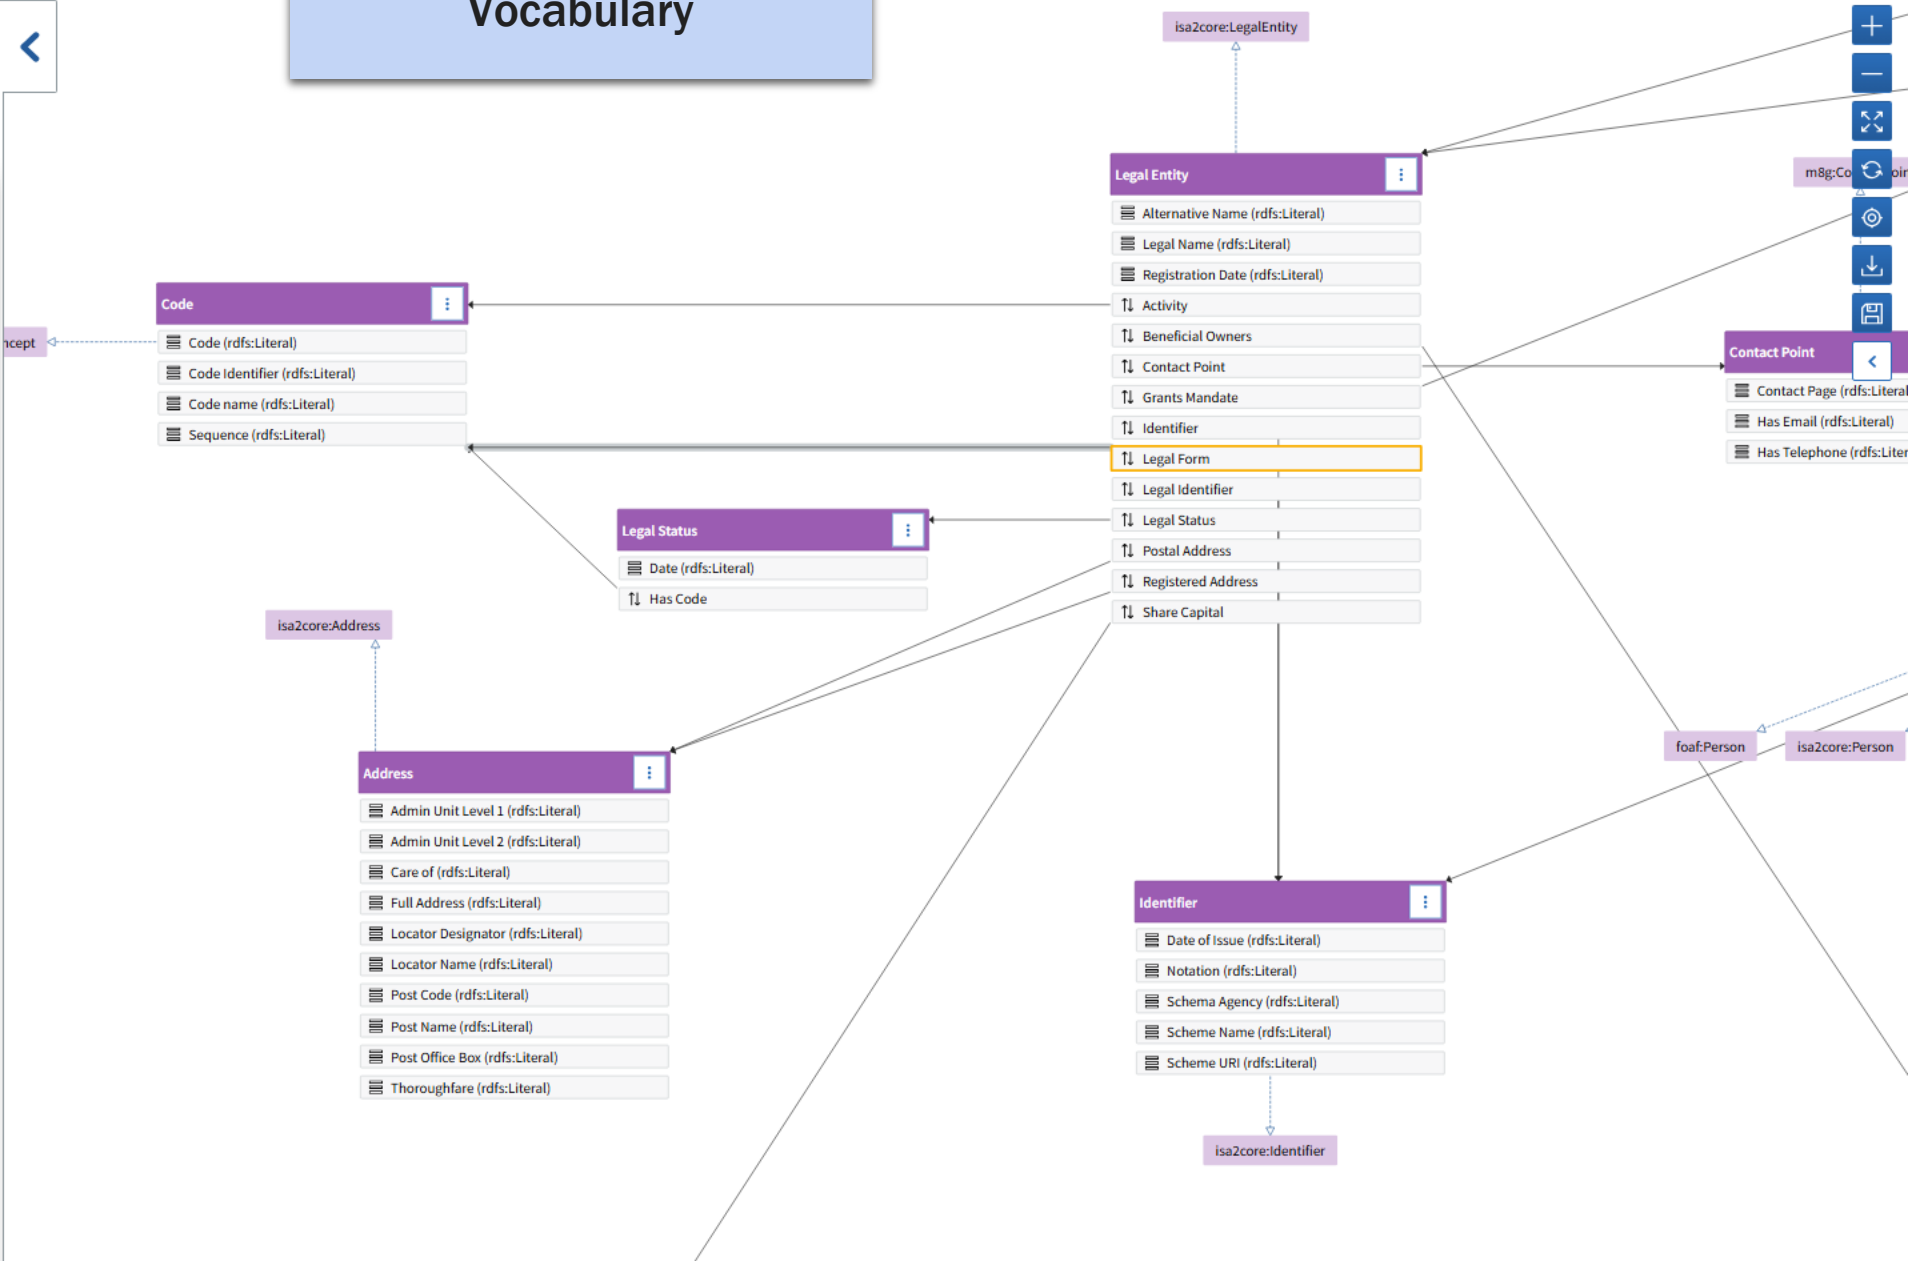 Vocabulary
isa2core:LegalEntity
Legal Entity
Alternative Name (rdfs:Literal)
Legal Name (rdfs:Literal)
Registration Date (rdfs:Literal)
Activity
Beneficial Owners
Contact Point
Grants Mandate
Identifier
Legal Form
Legal Identifier
Legal Status
Postal Address
Registered Address
Share Capital
m8g:Co
Code
Code (rdfs:Literal)
Code Identifier (rdfs:Literal)
Code name (rdfs:Literal)
Sequence (rdfs:Literal)
Contact Point
Contact Page (rdfs:Literal
Has Email (rdfs:Literal)
Has Telephone (rdfs:Liter
Legal Status
Date (rdfs:Literal)
Has Code
isa2core:Address
Address
Admin Unit Level 1 (rdfs:Literal)
Admin Unit Level 2 (rdfs:Literal)
Care of (rdfs:Literal)
Full Address (rdfs:Literal)
Locator Designator (rdfs:Literal)
Locator Name (rdfs:Literal)
Post Code (rdfs:Literal)
Post Name (rdfs:Literal)
Post Office Box (rdfs:Literal)
Thoroughfare (rdfs:Literal)
foaf:Person
isa2core:Person
Identifier
Date of Issue (rdfs:Literal)
Notation (rdfs:Literal)
Schema Agency (rdfs:Literal)
Scheme Name (rdfs:Literal)
Scheme URI (rdfs:Literal)
isa2core:Identifier